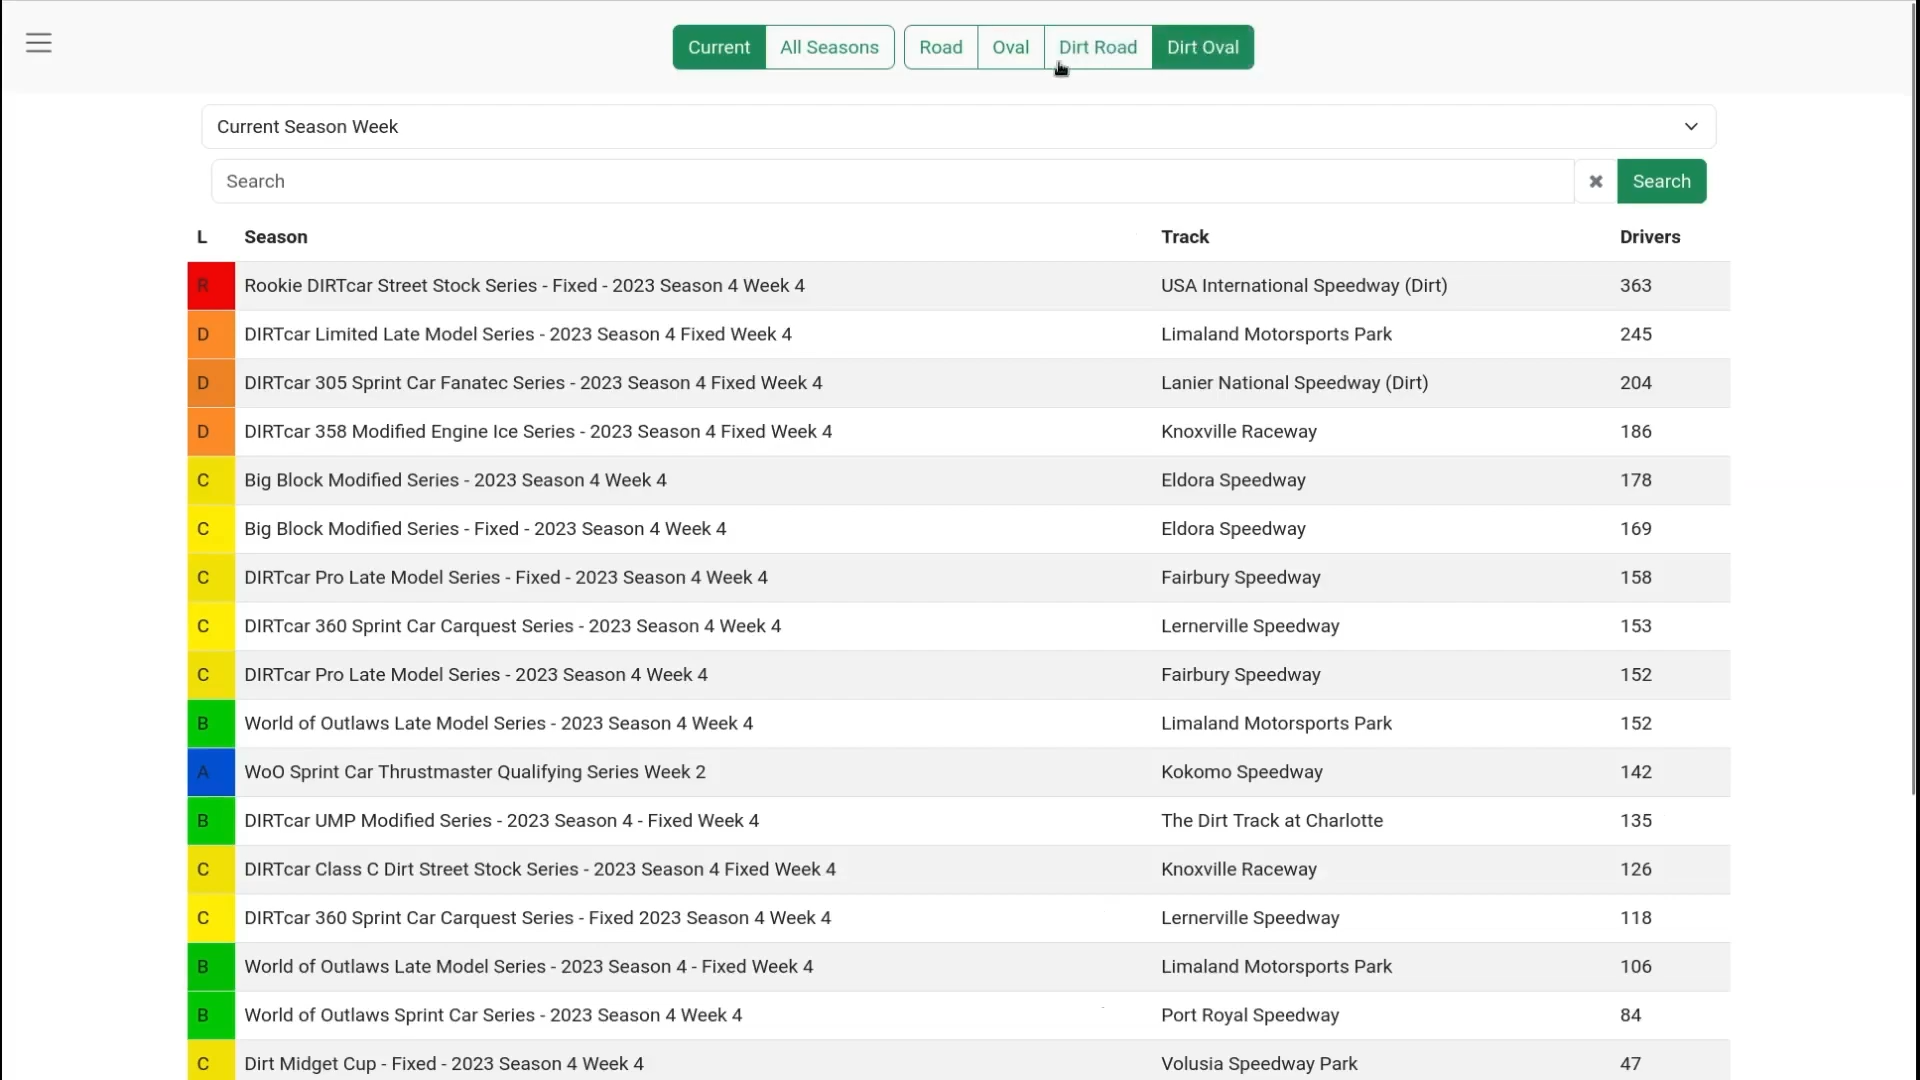 Current All Seasons Road Oval Dirt Road Dirt Oval
Current Season Week
Search Search
L Season Track Drivers
R Rookie DIRTcar Street Stock Series - Fixed - 2023 Season 4 Week 4 USA International Speedway (Dirt) 363
D DIRTcar Limited Late Model Series - 2023 Season 4 Fixed Week 4 Limaland Motorsports Park 245
D DIRTcar 305 Sprint Car Fanatec Series - 2023 Season 4 Fixed Week 4 Lanier National Speedway (Dirt) 204
D DIRTcar 358 Modified Engine Ice Series - 2023 Season 4 Fixed Week 4 Knoxville Raceway 186
C Big Block Modified Series - 2023 Season 4 Week 4 Eldora Speedway 178
C Big Block Modified Series - Fixed - 2023 Season 4 Week 4 Eldora Speedway 169
C DIRTcar Pro Late Model Series - Fixed - 2023 Season 4 Week 4 Fairbury Speedway 158
C DIRTcar 360 Sprint Car Carquest Series - 2023 Season 4 Week 4 Lernerville Speedway 153
C DIRTcar Pro Late Model Series - 2023 Season 4 Week 4 Fairbury Speedway 152
B World of Outlaws Late Model Series - 2023 Season 4 Week 4 Limaland Motorsports Park 152
A WoO Sprint Car Thrustmaster Qualifying Series Week 2 Kokomo Speedway 142
B DIRTcar UMP Modified Series - 2023 Season 4 - Fixed Week 4 The Dirt Track at Charlotte 135
C DIRTcar Class C Dirt Street Stock Series - 2023 Season 4 Fixed Week 4 Knoxville Raceway 126
C DIRTcar 360 Sprint Car Carquest Series - Fixed 2023 Season 4 Week 4 Lernerville Speedway 118
B World of Outlaws Late Model Series - 2023 Season 4 - Fixed Week 4 Limaland Motorsports Park 106
B World of Outlaws Sprint Car Series - 2023 Season 4 Week 4 Port Royal Speedway 84
C Dirt Midget Cup - Fixed - 2023 Season 4 Week 4 Volusia Speedway Park 47